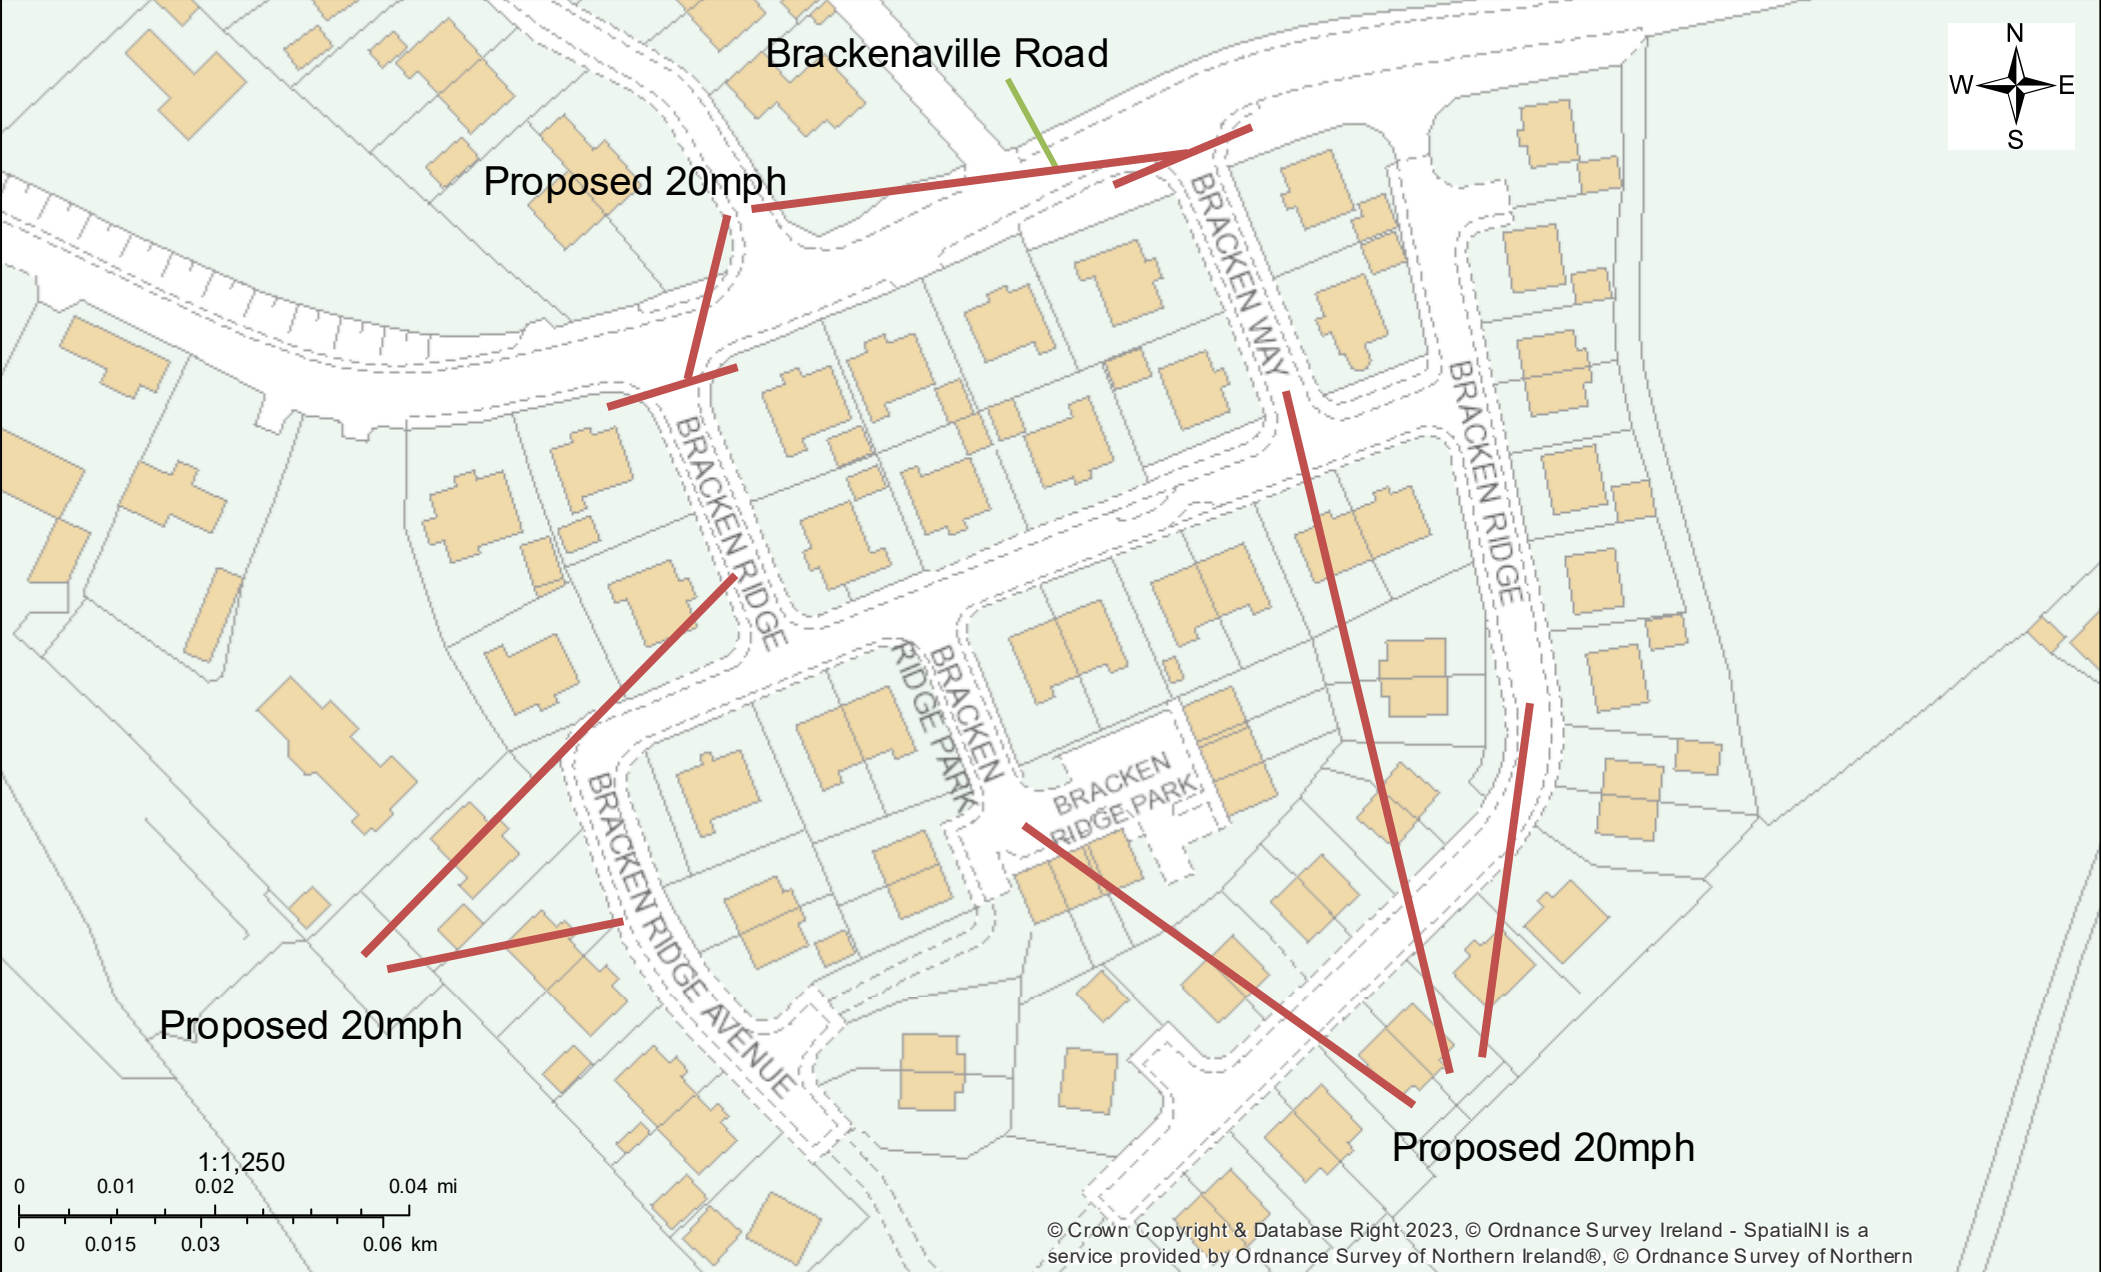 Brackenaville Road
N
W E
S
Proposed 20mph
BRACKEN WAY
BRACKEN RIDGE
BRACKEN RIDGE
BRACKEN
RIDGE PARK
BRACKEN
RIDGE PARK
BRACKEN RIDGE AVENUE
Proposed 20mph
Proposed 20mph
1:1,250
0 0.01 0.02 0.04 mi
0 0.015 0.03 0.06 km
© Crown Copyright & Database Right 2023, © Ordnance Survey Ireland - SpatialNI is a
service provided by Ordnance Survey of Northern Ireland®, © Ordnance Survey of Northern